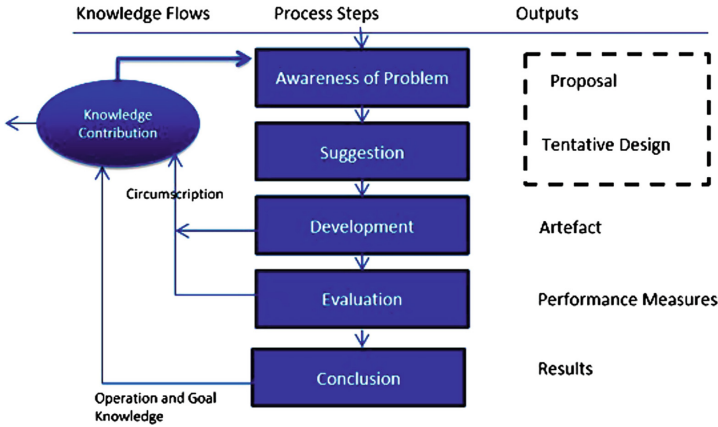 Knowledge Flows
Process Steps
Outputs
Awareness of Problem
Proposal
Knowledge
Contribution
Suggestion
Tentative Design
Circumscription
Development
Artefact
Evaluation
Performance Measures
Conclusion
Results
Operation and Goal
Knowledge